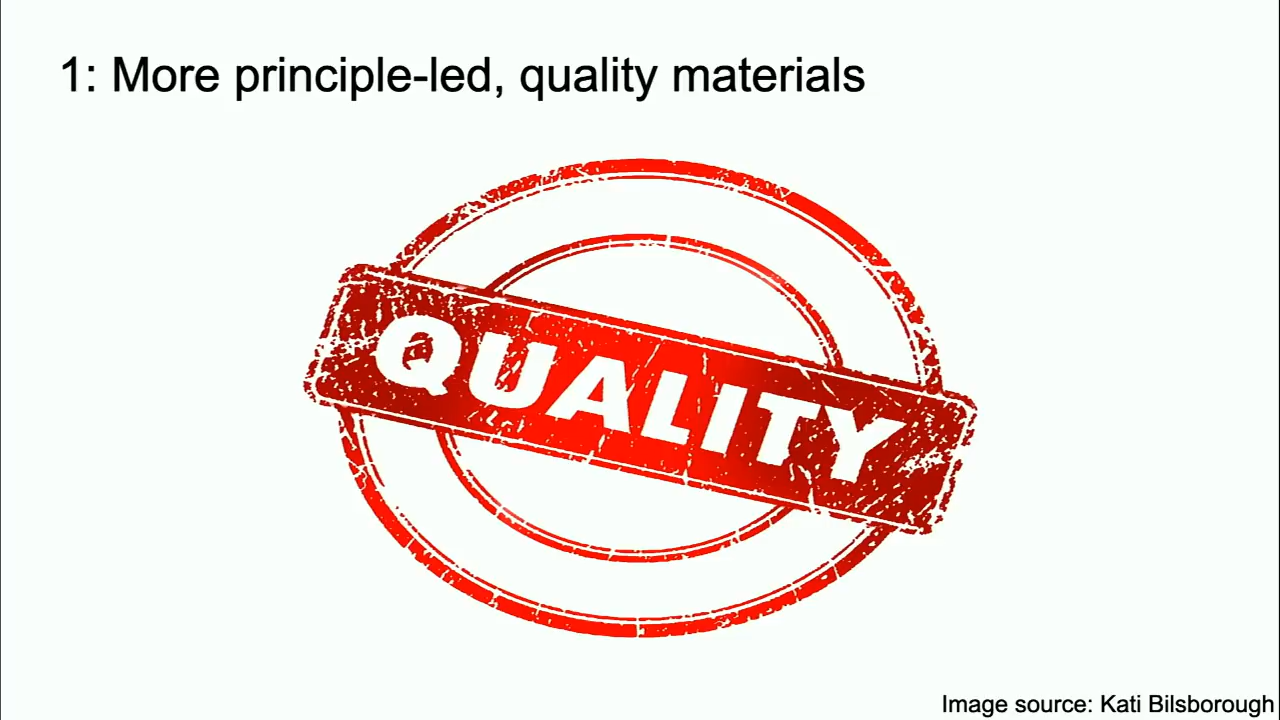 1: More principle-led, quality materials
QUALITY
Image source: Kati Bilsborough